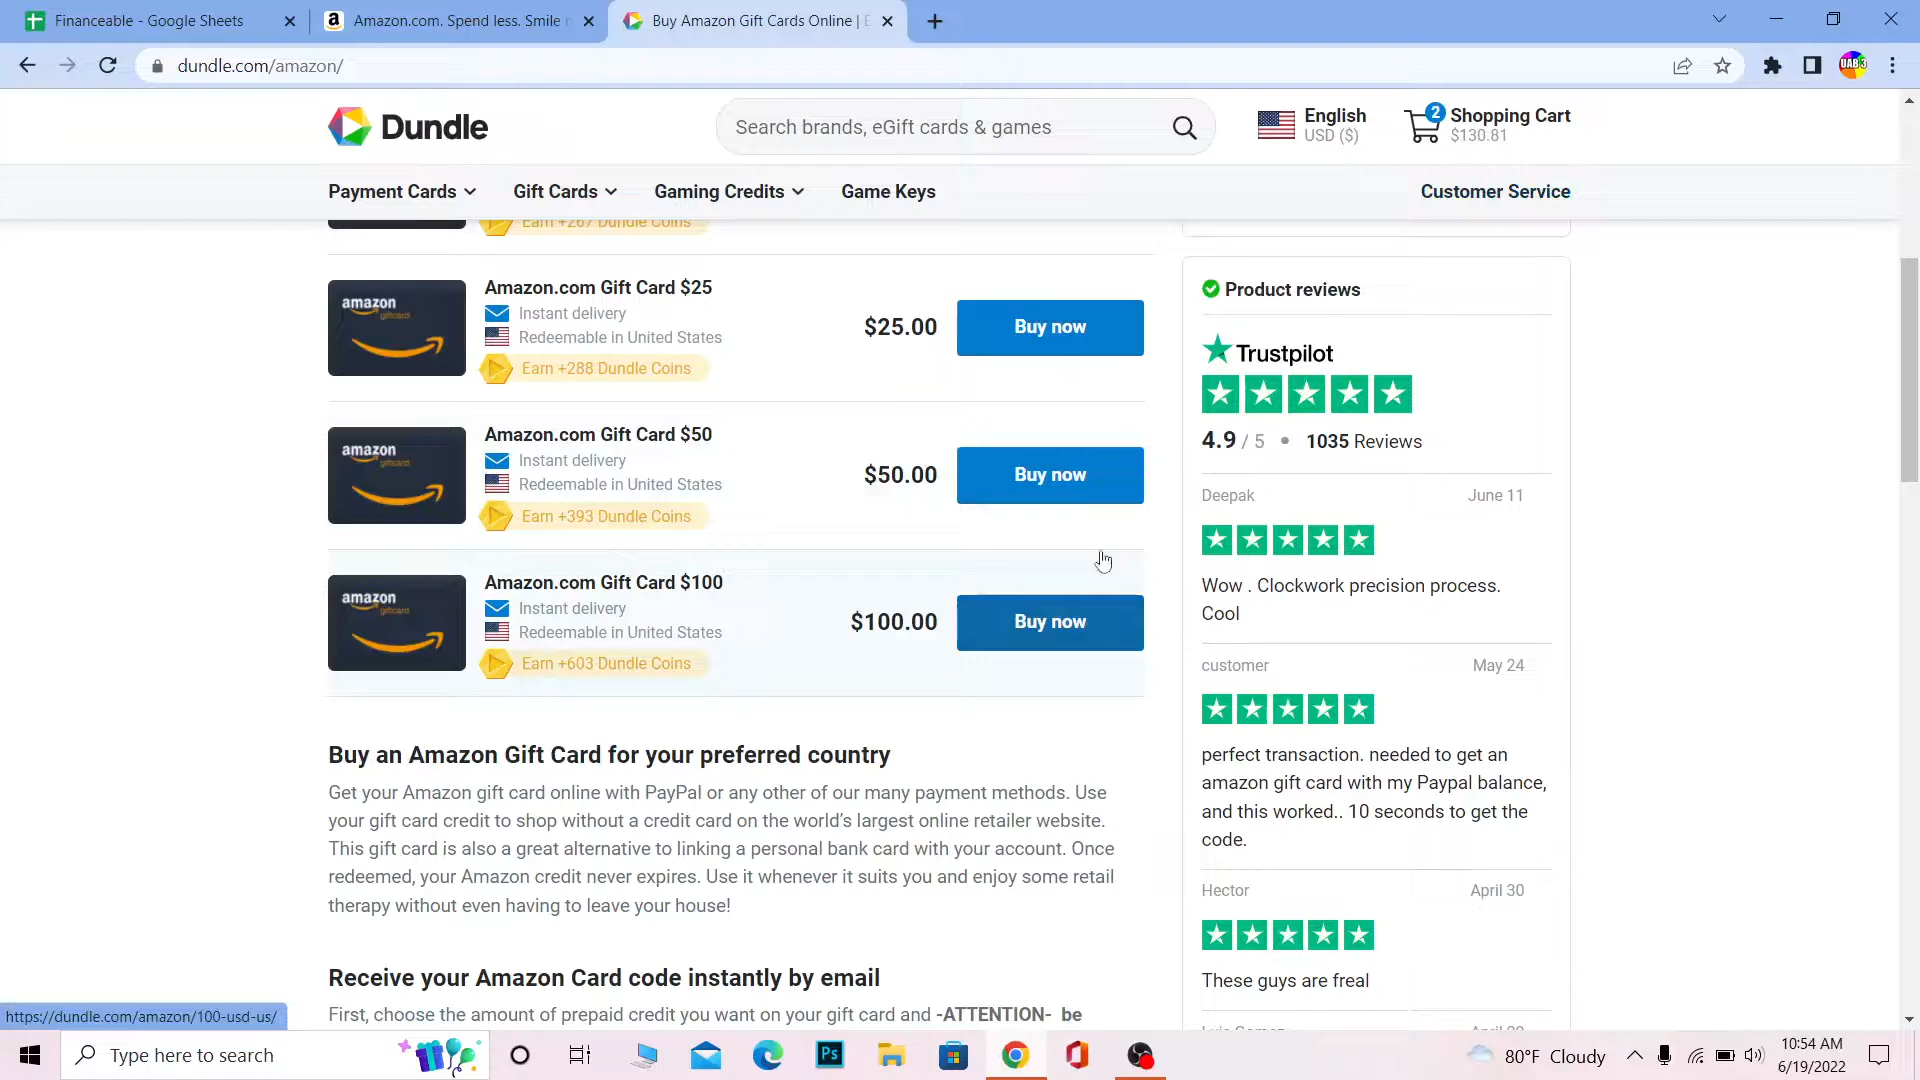 Financeable - Google Sheets
Amazon.com. Spend less. Smile
Buy Amazon Gift Cards Online |
dundle.com/amazon/
UAB 3
Dundle
Search brands, eGift cards & games
English
USD ($)
2
Shopping Cart
$130.81
Payment Cards
Gift Cards
Gaming Credits
Game Keys
Customer Service
Earn +267 Dundle Coins
amazon
giftcard
Amazon.com Gift Card $25
Instant delivery
Redeemable in United States
Earn +288 Dundle Coins
$25.00
Buy now
amazon
giftcard
Amazon.com Gift Card $50
Instant delivery
Redeemable in United States
Earn +393 Dundle Coins
$50.00
Buy now
amazon
giftcard
Amazon.com Gift Card $100
Instant delivery
Redeemable in United States
Earn +603 Dundle Coins
$100.00
Buy now
Buy an Amazon Gift Card for your preferred country
Get your Amazon gift card online with PayPal or any other of our many payment methods. Use
your gift card credit to shop without a credit card on the world's largest online retailer website.
This gift card is also a great alternative to linking a personal bank card with your account. Once
redeemed, your Amazon credit never expires. Use it whenever it suits you and enjoy some retail
therapy without even having to leave your house!
Receive your Amazon Card code instantly by email
First, choose the amount of prepaid credit you want on your gift card and -ATTENTION- be
Product reviews
Trustpilot
4.9 / 5 • 1035 Reviews
Deepak
June 11
Wow . Clockwork precision process.
Cool
customer
May 24
perfect transaction. needed to get an
amazon gift card with my Paypal balance,
and this worked.. 10 seconds to get the
code.
Hector
April 30
These guys are freal
https://dundle.com/amazon/100-usd-us/
Type here to search
Ps
80°F Cloudy
10:54 AM
6/19/2022